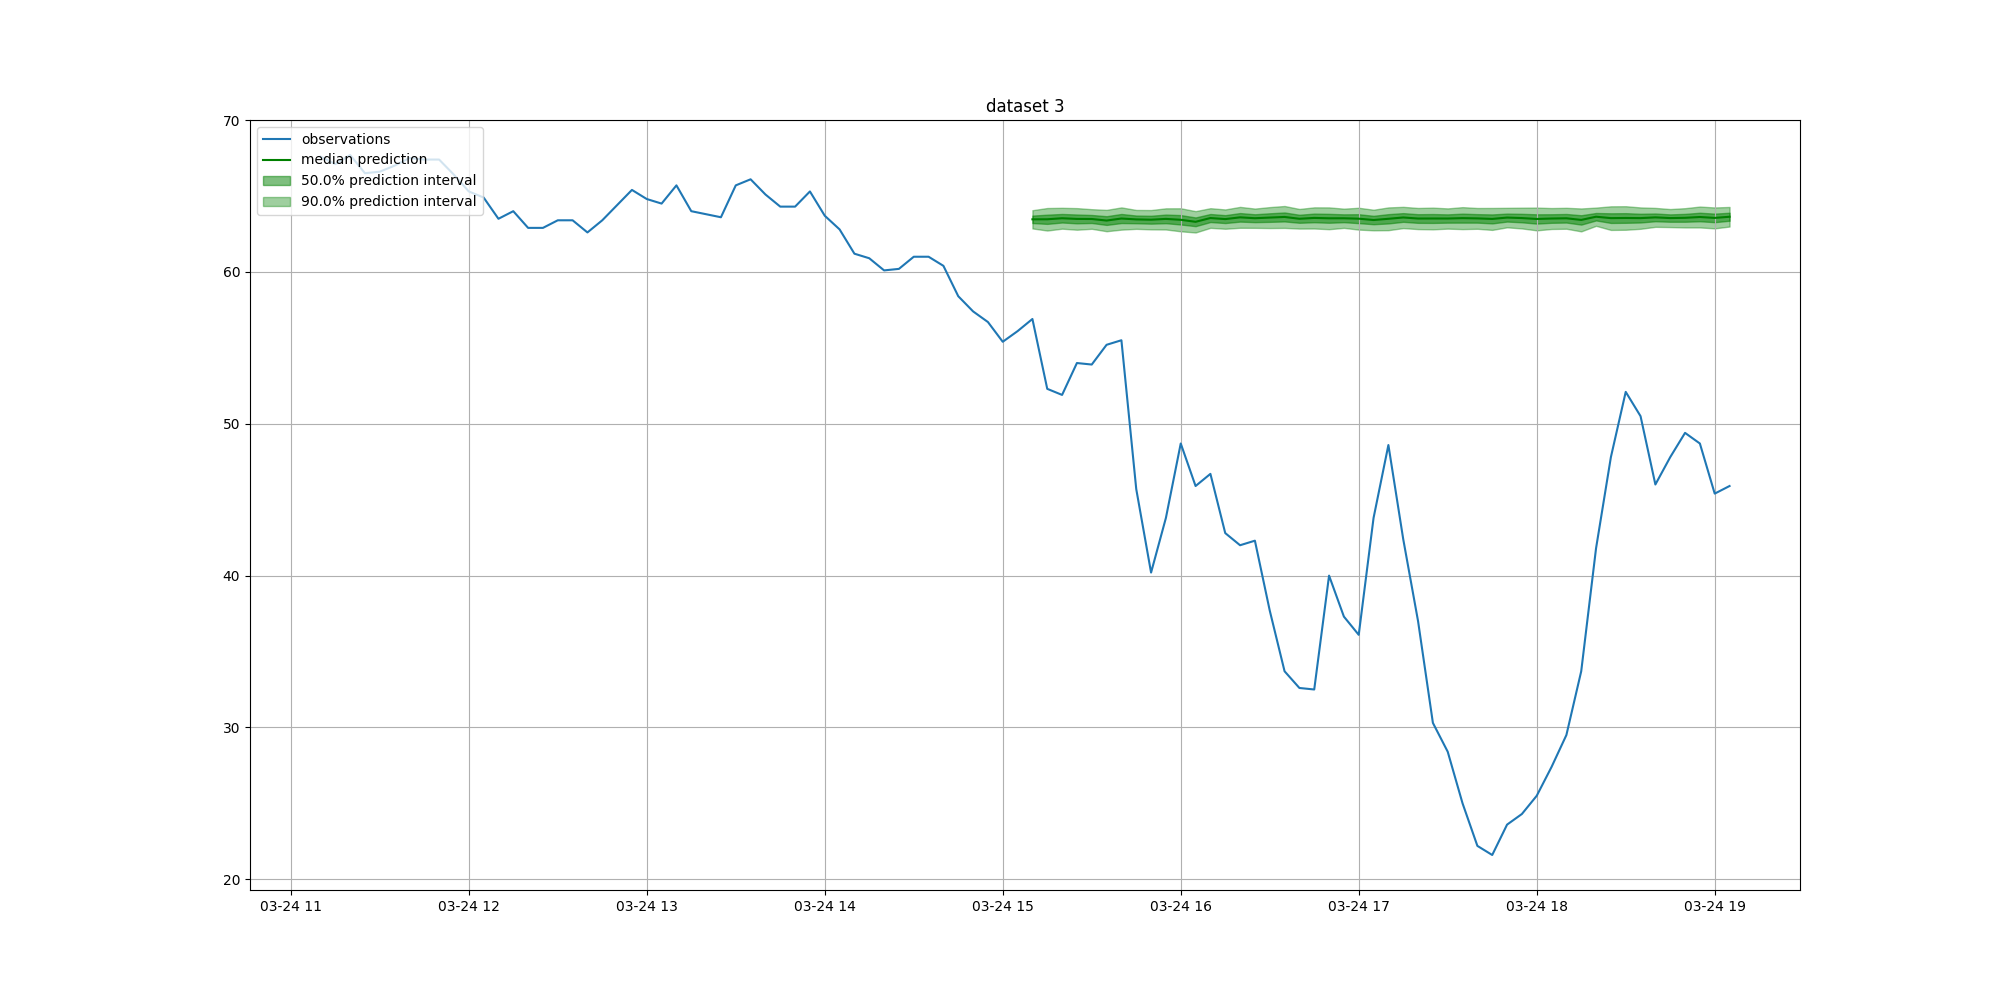 dataset 3
70
observations
median prediction
50.0% prediction interval
90.0% prediction interval
60
50
40
30
20
03-24 11 03-24 12 03-24 13 03-24 14 03-24 15 03-24 16 03-24 17 03-24 18 03-24 19